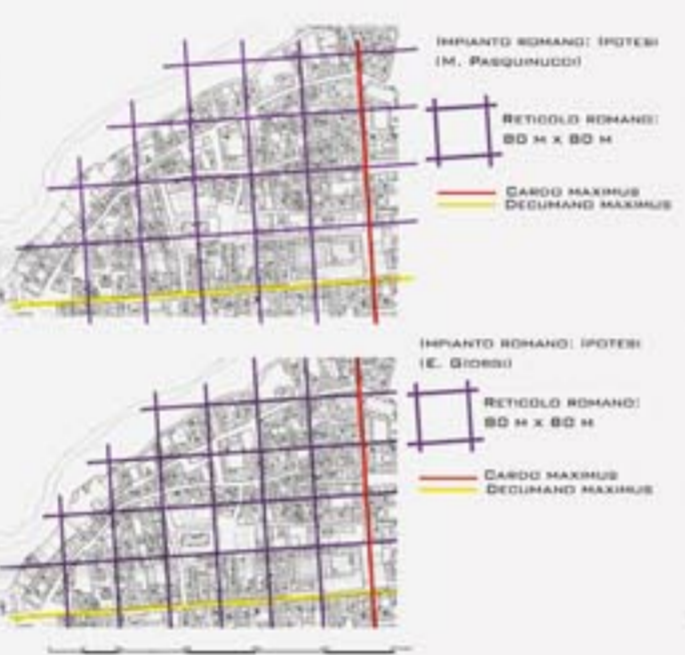 IMPIANTO ROMANO: IPOTESI
(M. PASQUINUCCI)
RETICOLO ROMANO:
80 M X 80 M
CARDO MAXIMUS
DECUMANO MAXIMUS
IMPIANTO ROMANO: IPOTESI
(E. GIORGI)
RETICOLO ROMANO:
80 M X 80 M
CARDO MAXIMUS
DECUMANO MAXIMUS